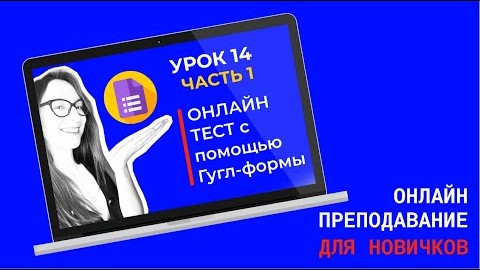 УРОК 14
ЧАСТЬ 1
ОНЛАЙН
ТЕСТ с
помощью
Гугл-формы
ОНЛАЙН
ПРЕПОДАВАНИЕ
ДЛЯ НОВИЧКОВ